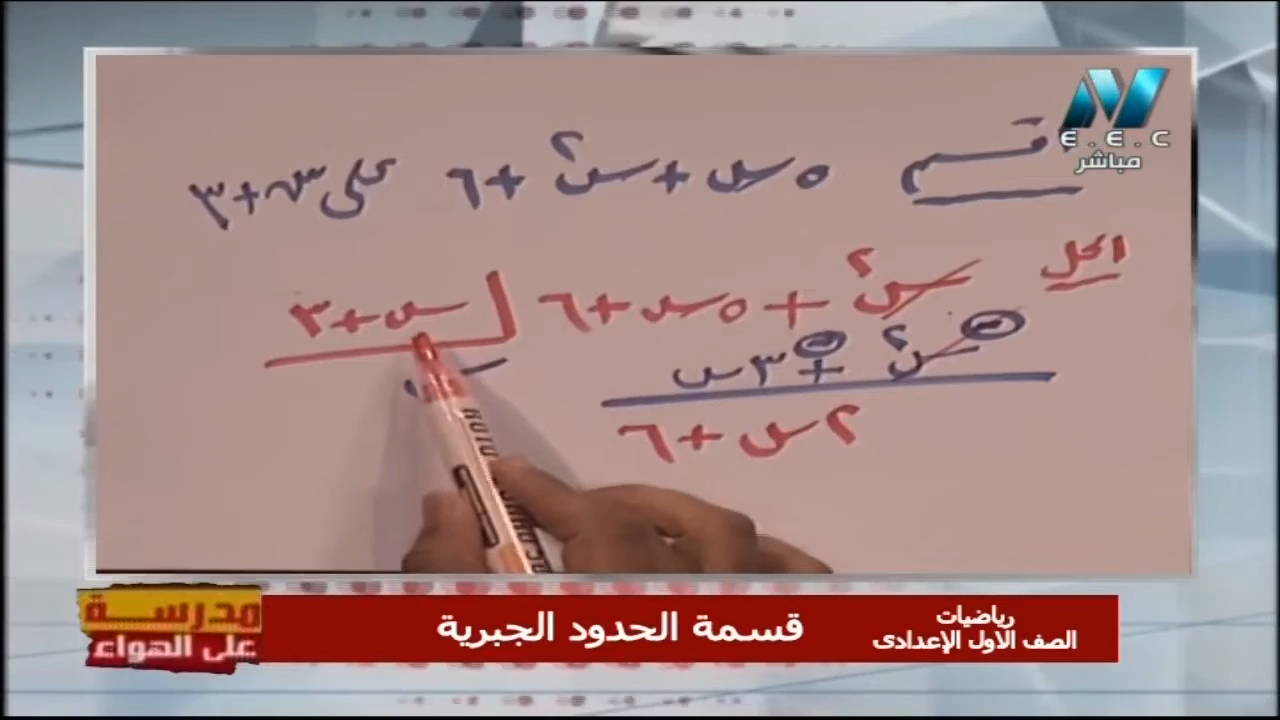 E.E.C
مباشر
اقسم ٥س + س٢ + ٦ على س + ٣
الحل
س٢ + ٥س + ٦ س + ٣
س٢ + ٣س س
٢س + ٦
مدرسة
على الهواء
قسمة الحدود الجبرية
رياضيات
الصف الاول الإعدادى